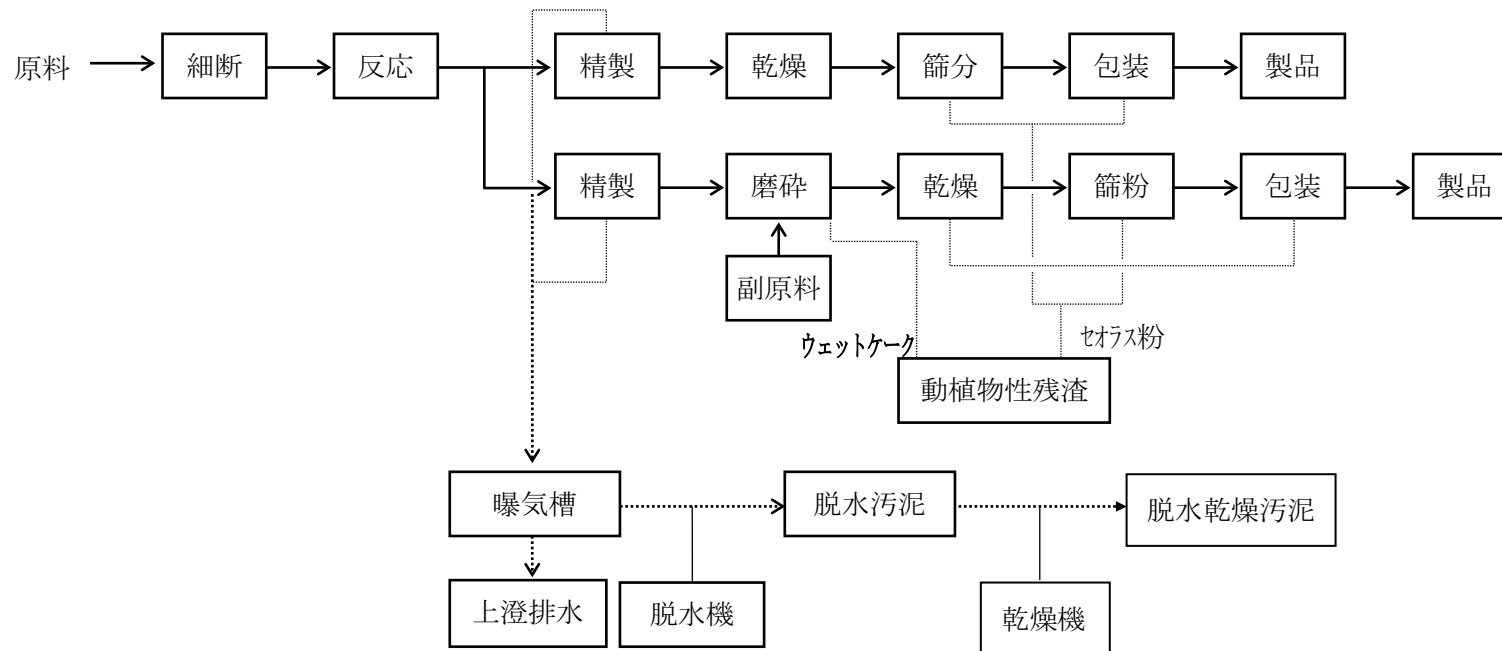 原料
細断
反応
精製
乾燥
篩分
包装
製品
精製
磨砕
乾燥
篩粉
包装
製品
副原料
ウェットケーク
セオラス粉
動植物性残渣
曝気槽
脱水汚泥
脱水乾燥汚泥
上澄排水
脱水機
乾燥機